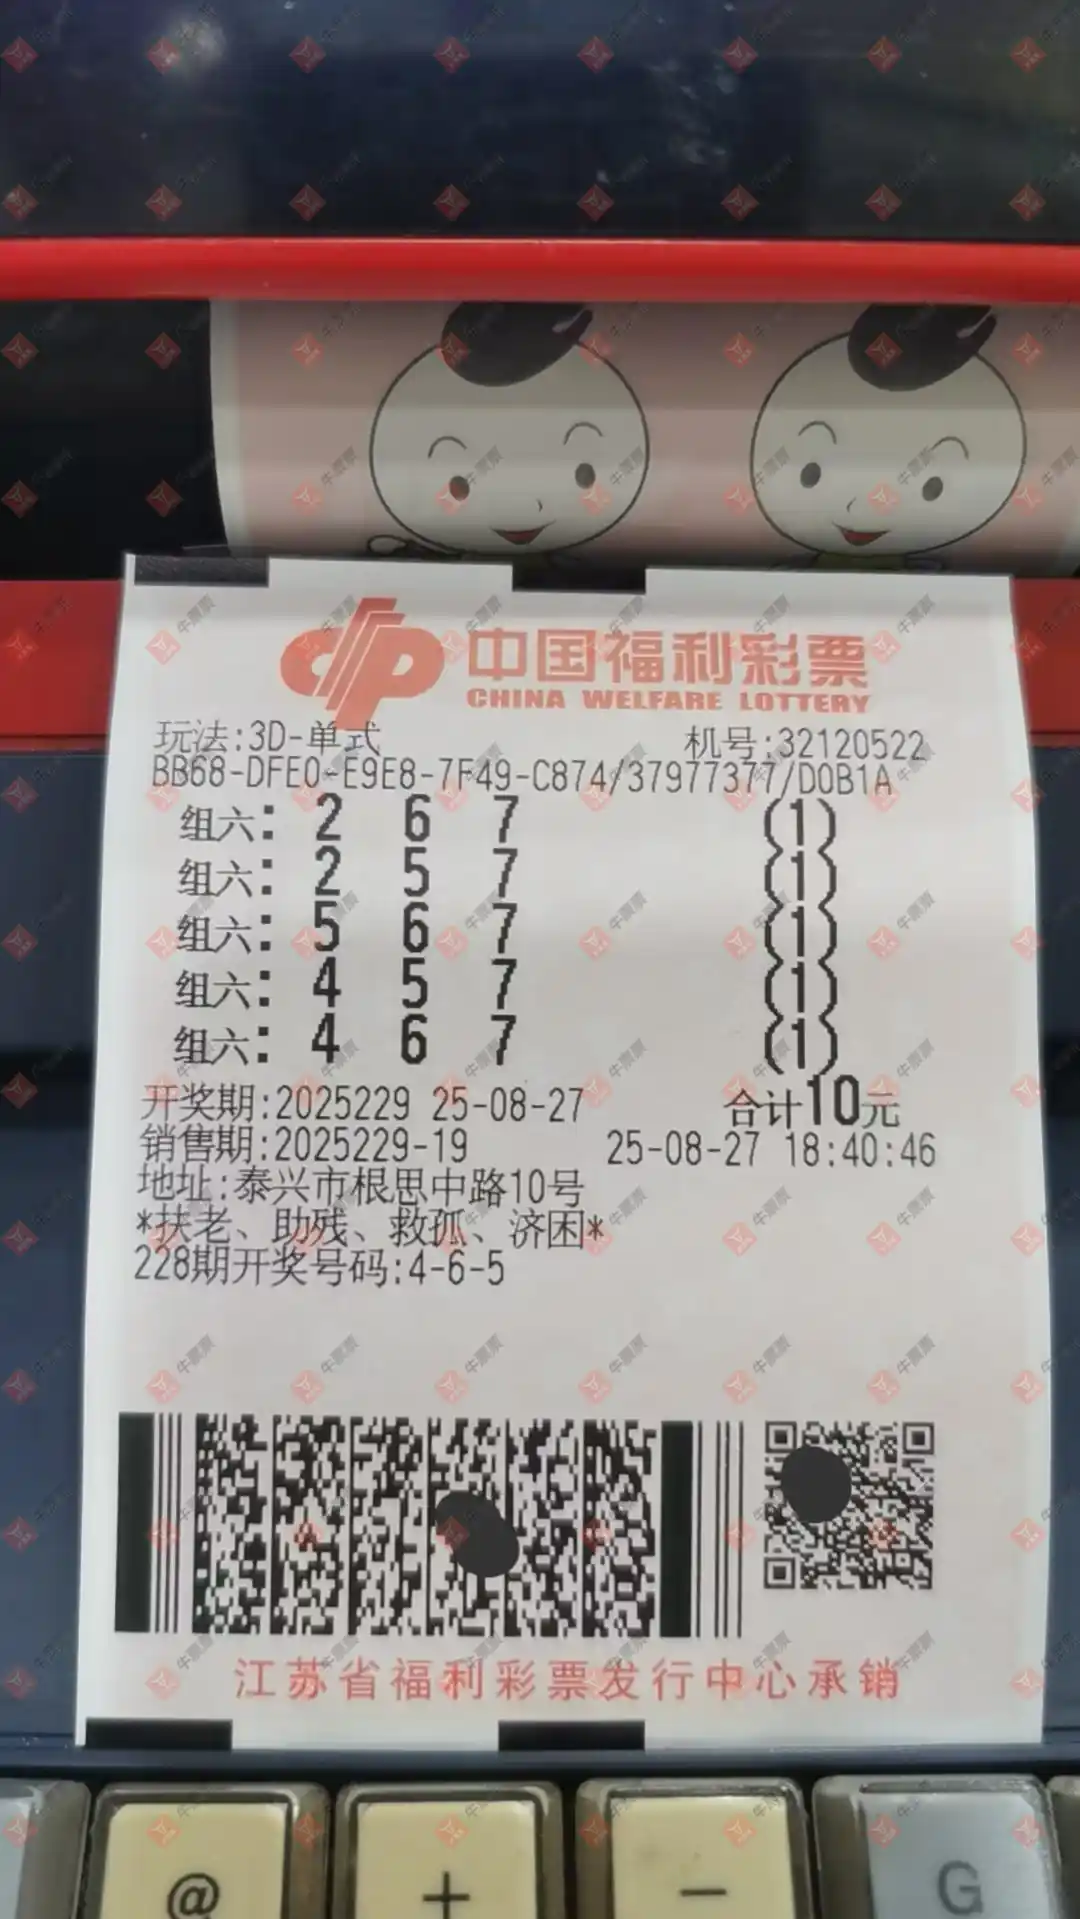 中国福利彩票
CHINA WELFARE LOTTERY
玩法:3D-单式 机号:32120522
BB68-DFE0-E9E8-7F49-C874/37977377/D0B1A
组六: 2 6 7 (1)
组六: 2 5 7 (1)
组六: 5 6 7 (1)
组六: 4 5 7 (1)
组六: 4 6 7 (1)
开奖期:2025229 25-08-27 合计10元
销售期:2025229-19 25-08-27 18:40:46
地址:泰兴市根思中路10号
*扶老、助残、救孤、济困*
228期开奖号码:4-6-5
江苏省福利彩票发行中心承销
@ + - G
牛票票